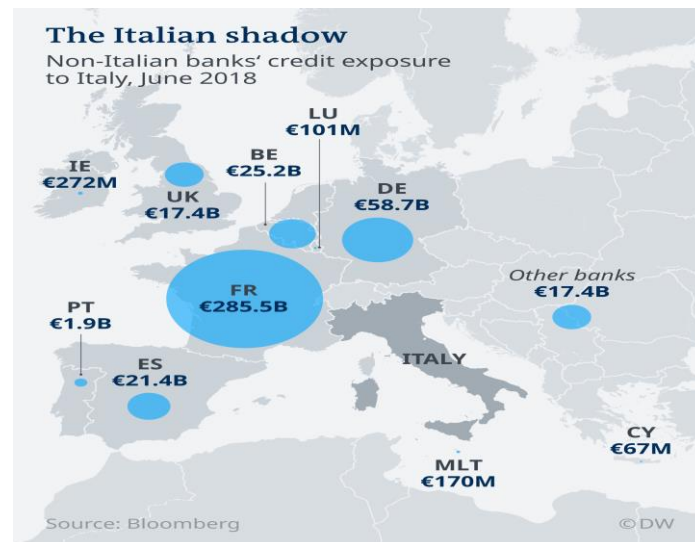 The Italian shadow
Non-Italian banks‘ credit exposure
to Italy, June 2018
LU
€101M
BE
€25.2B
IE
€272M
DE
€58.7B
UK
€17.4B
Other banks
€17.4B
FR
€285.5B
PT
€1.9B
ES
€21.4B
ITALY
CY
€67M
MLT
€170M
Source: Bloomberg
©DW